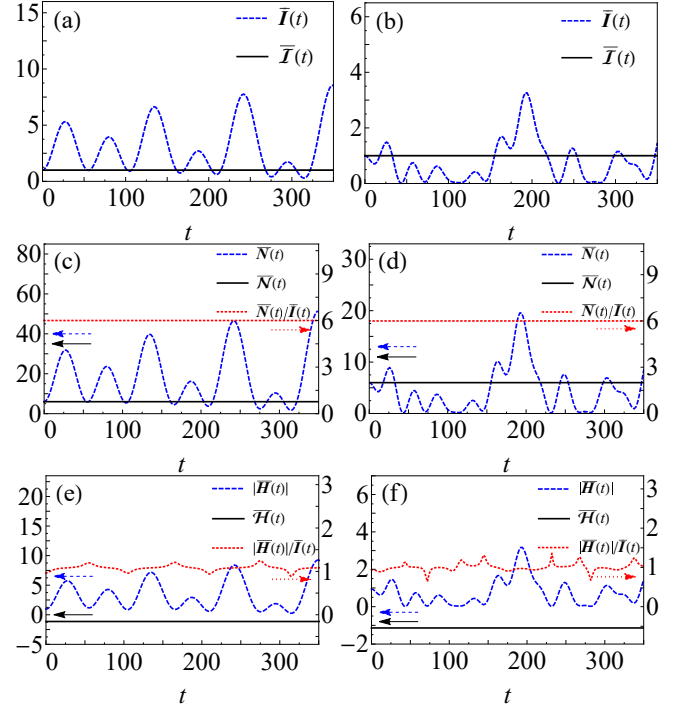 (a)
I̅(t)
ℐ̅(t)
15
10
5
0
0
100
200
300
t
(b)
I̅(t)
ℐ̅(t)
6
4
2
0
0
100
200
300
t
(c)
N̅(t)
𝒩̅(t)
N̅(t)/I̅(t)
80
60
40
20
0
9
6
3
0
0
100
200
300
t
(d)
N̅(t)
𝒩̅(t)
N̅(t)/I̅(t)
30
20
10
0
9
6
3
0
0
100
200
300
t
(e)
|H̅(t)|
ℋ̅(t)
|H̅(t)|/I̅(t)
20
15
10
5
0
−5
3
2
1
0
0
100
200
300
t
(f)
|H̅(t)|
ℋ̅(t)
|H̅(t)|/I̅(t)
6
4
2
0
−2
3
2
1
0
0
100
200
300
t